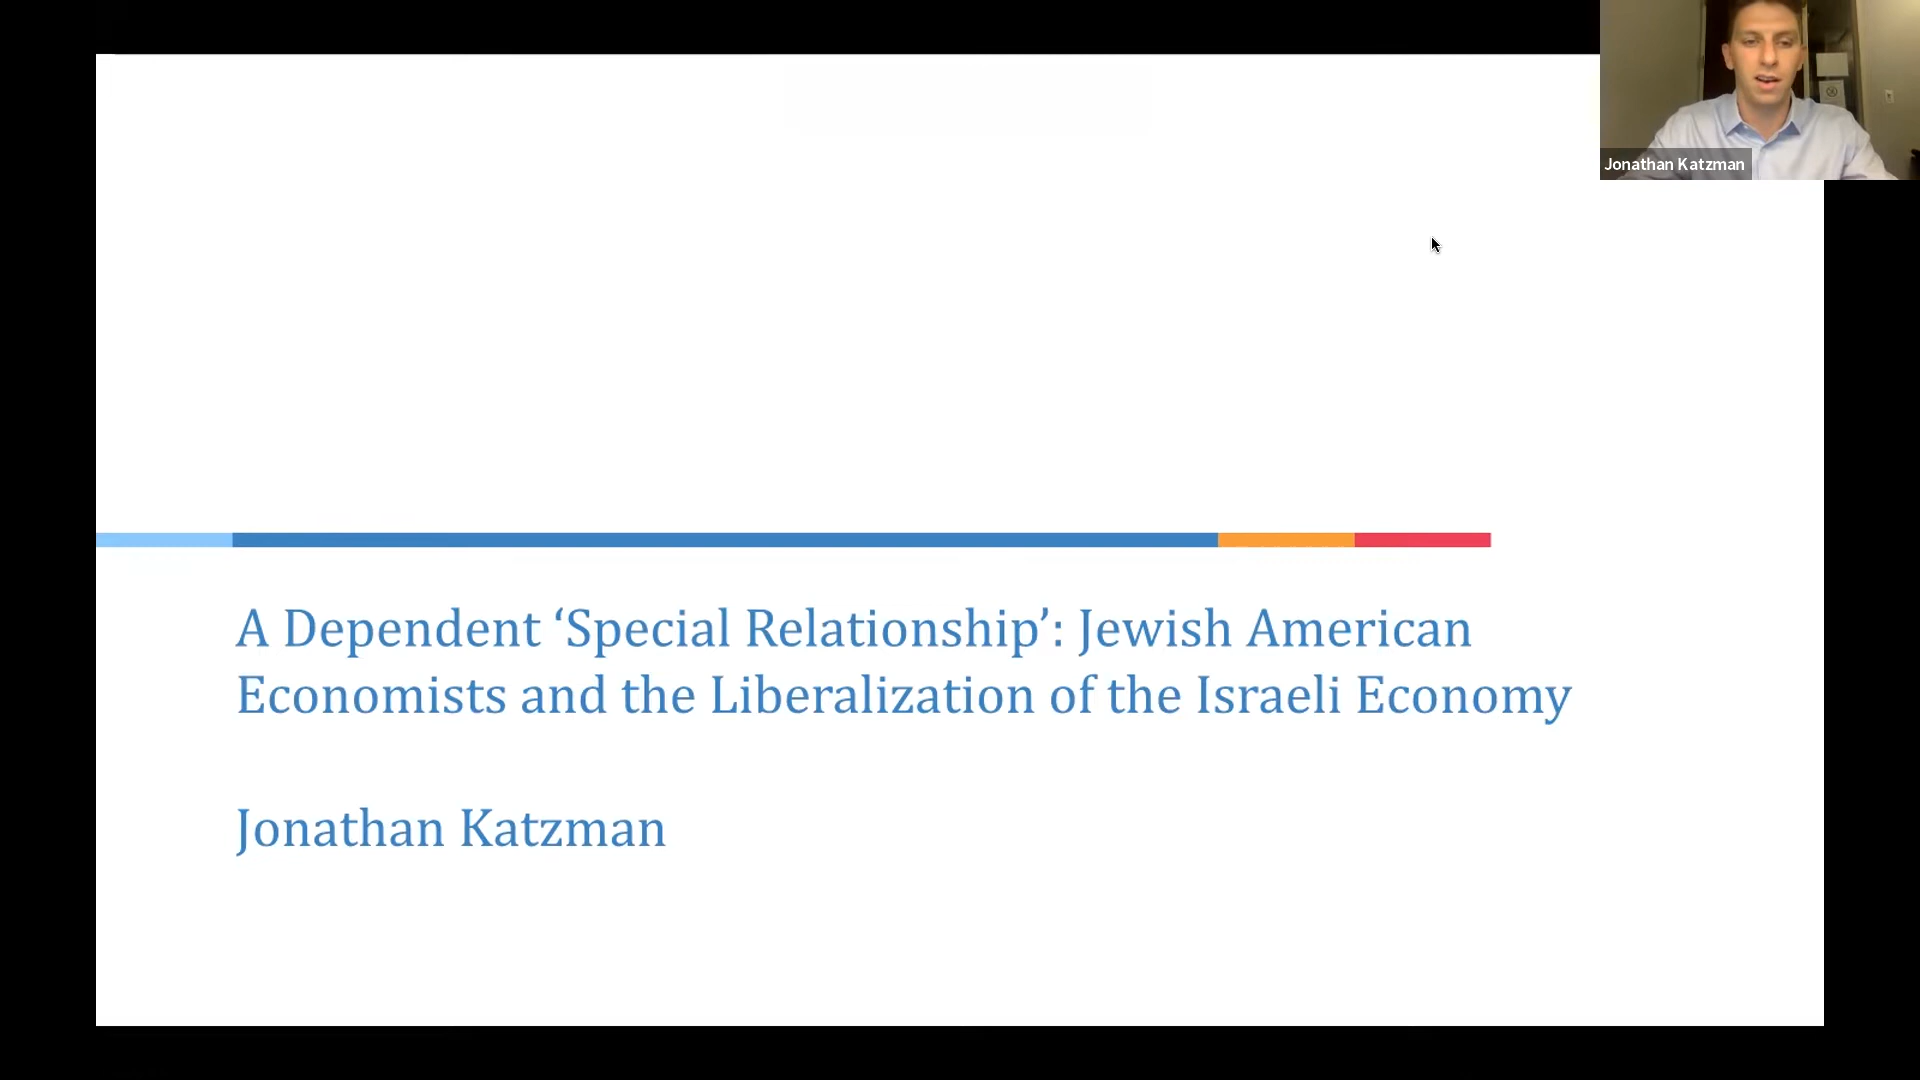 Jonathan Katzman
A Dependent ‘Special Relationship’: Jewish American
Economists and the Liberalization of the Israeli Economy
Jonathan Katzman